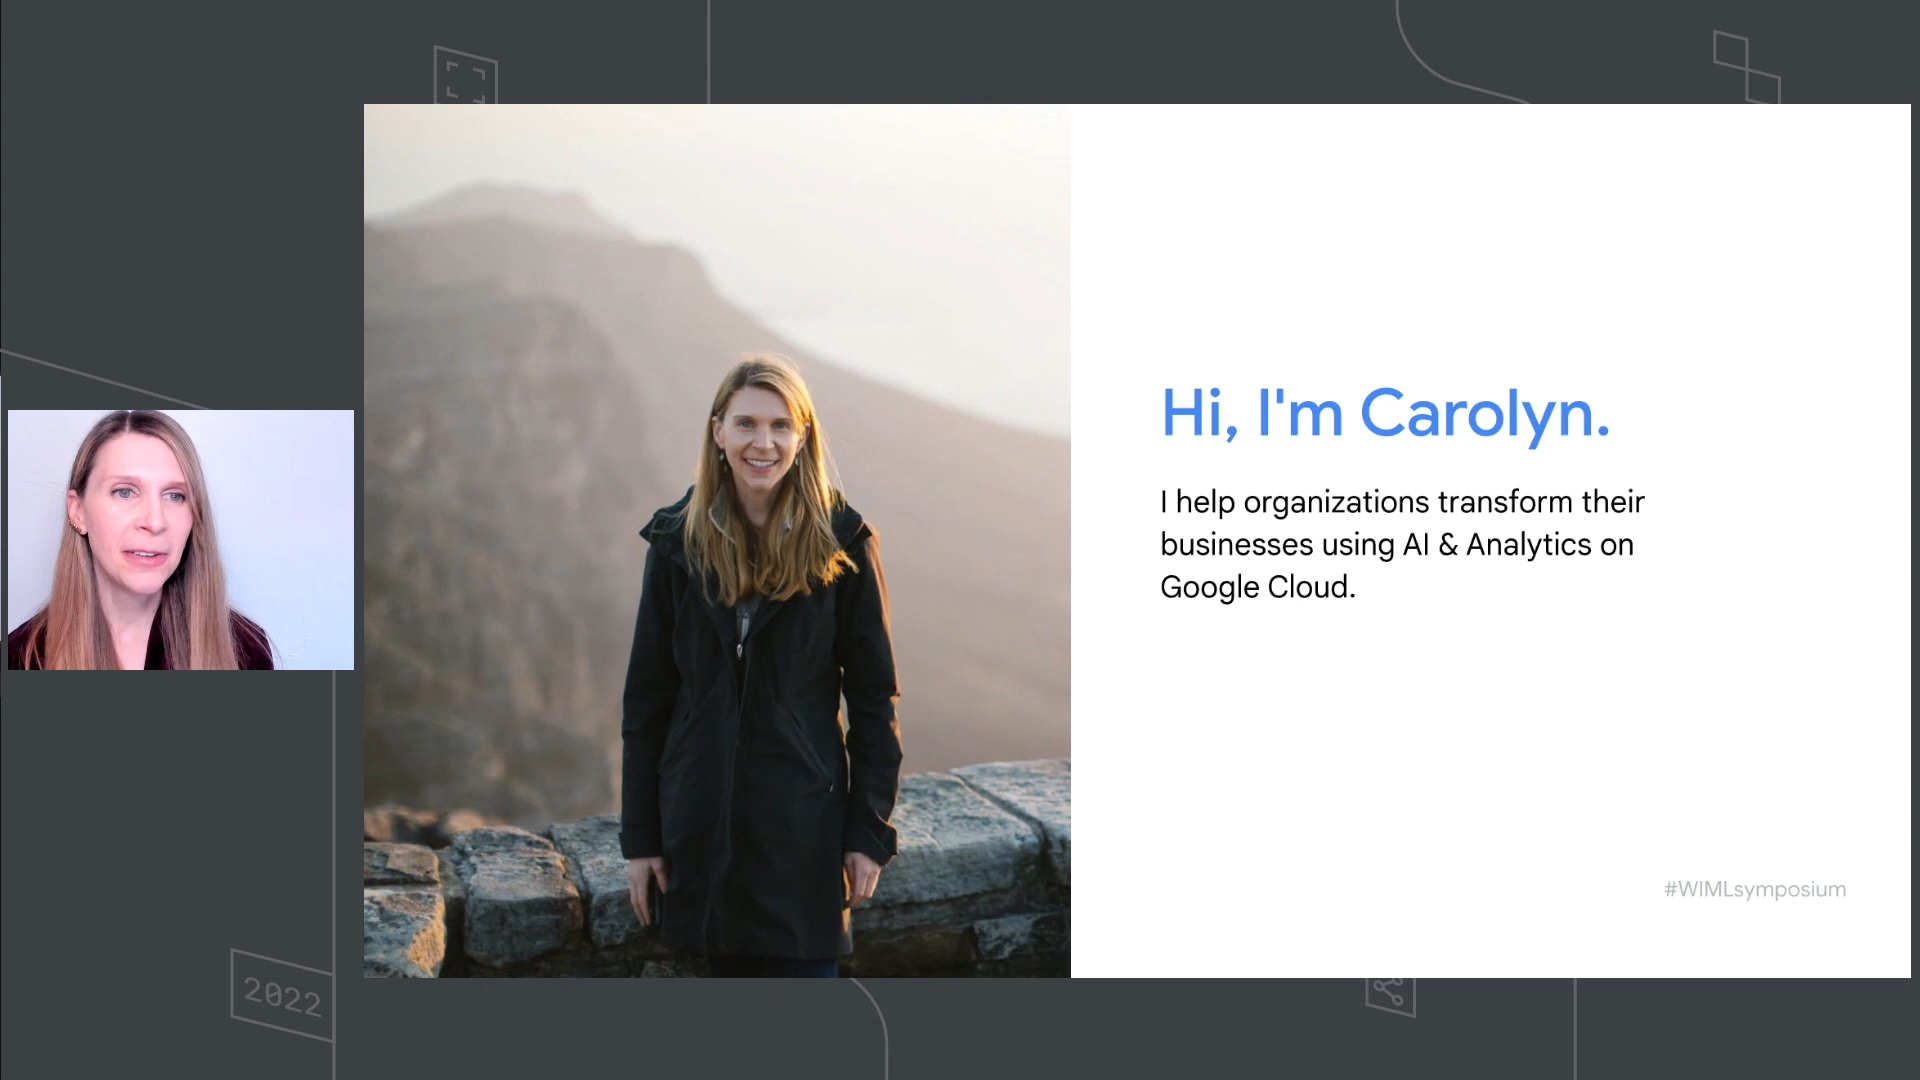 Hi, I'm Carolyn.
I help organizations transform their
businesses using AI & Analytics on
Google Cloud.
#WIMLsymposium
2022